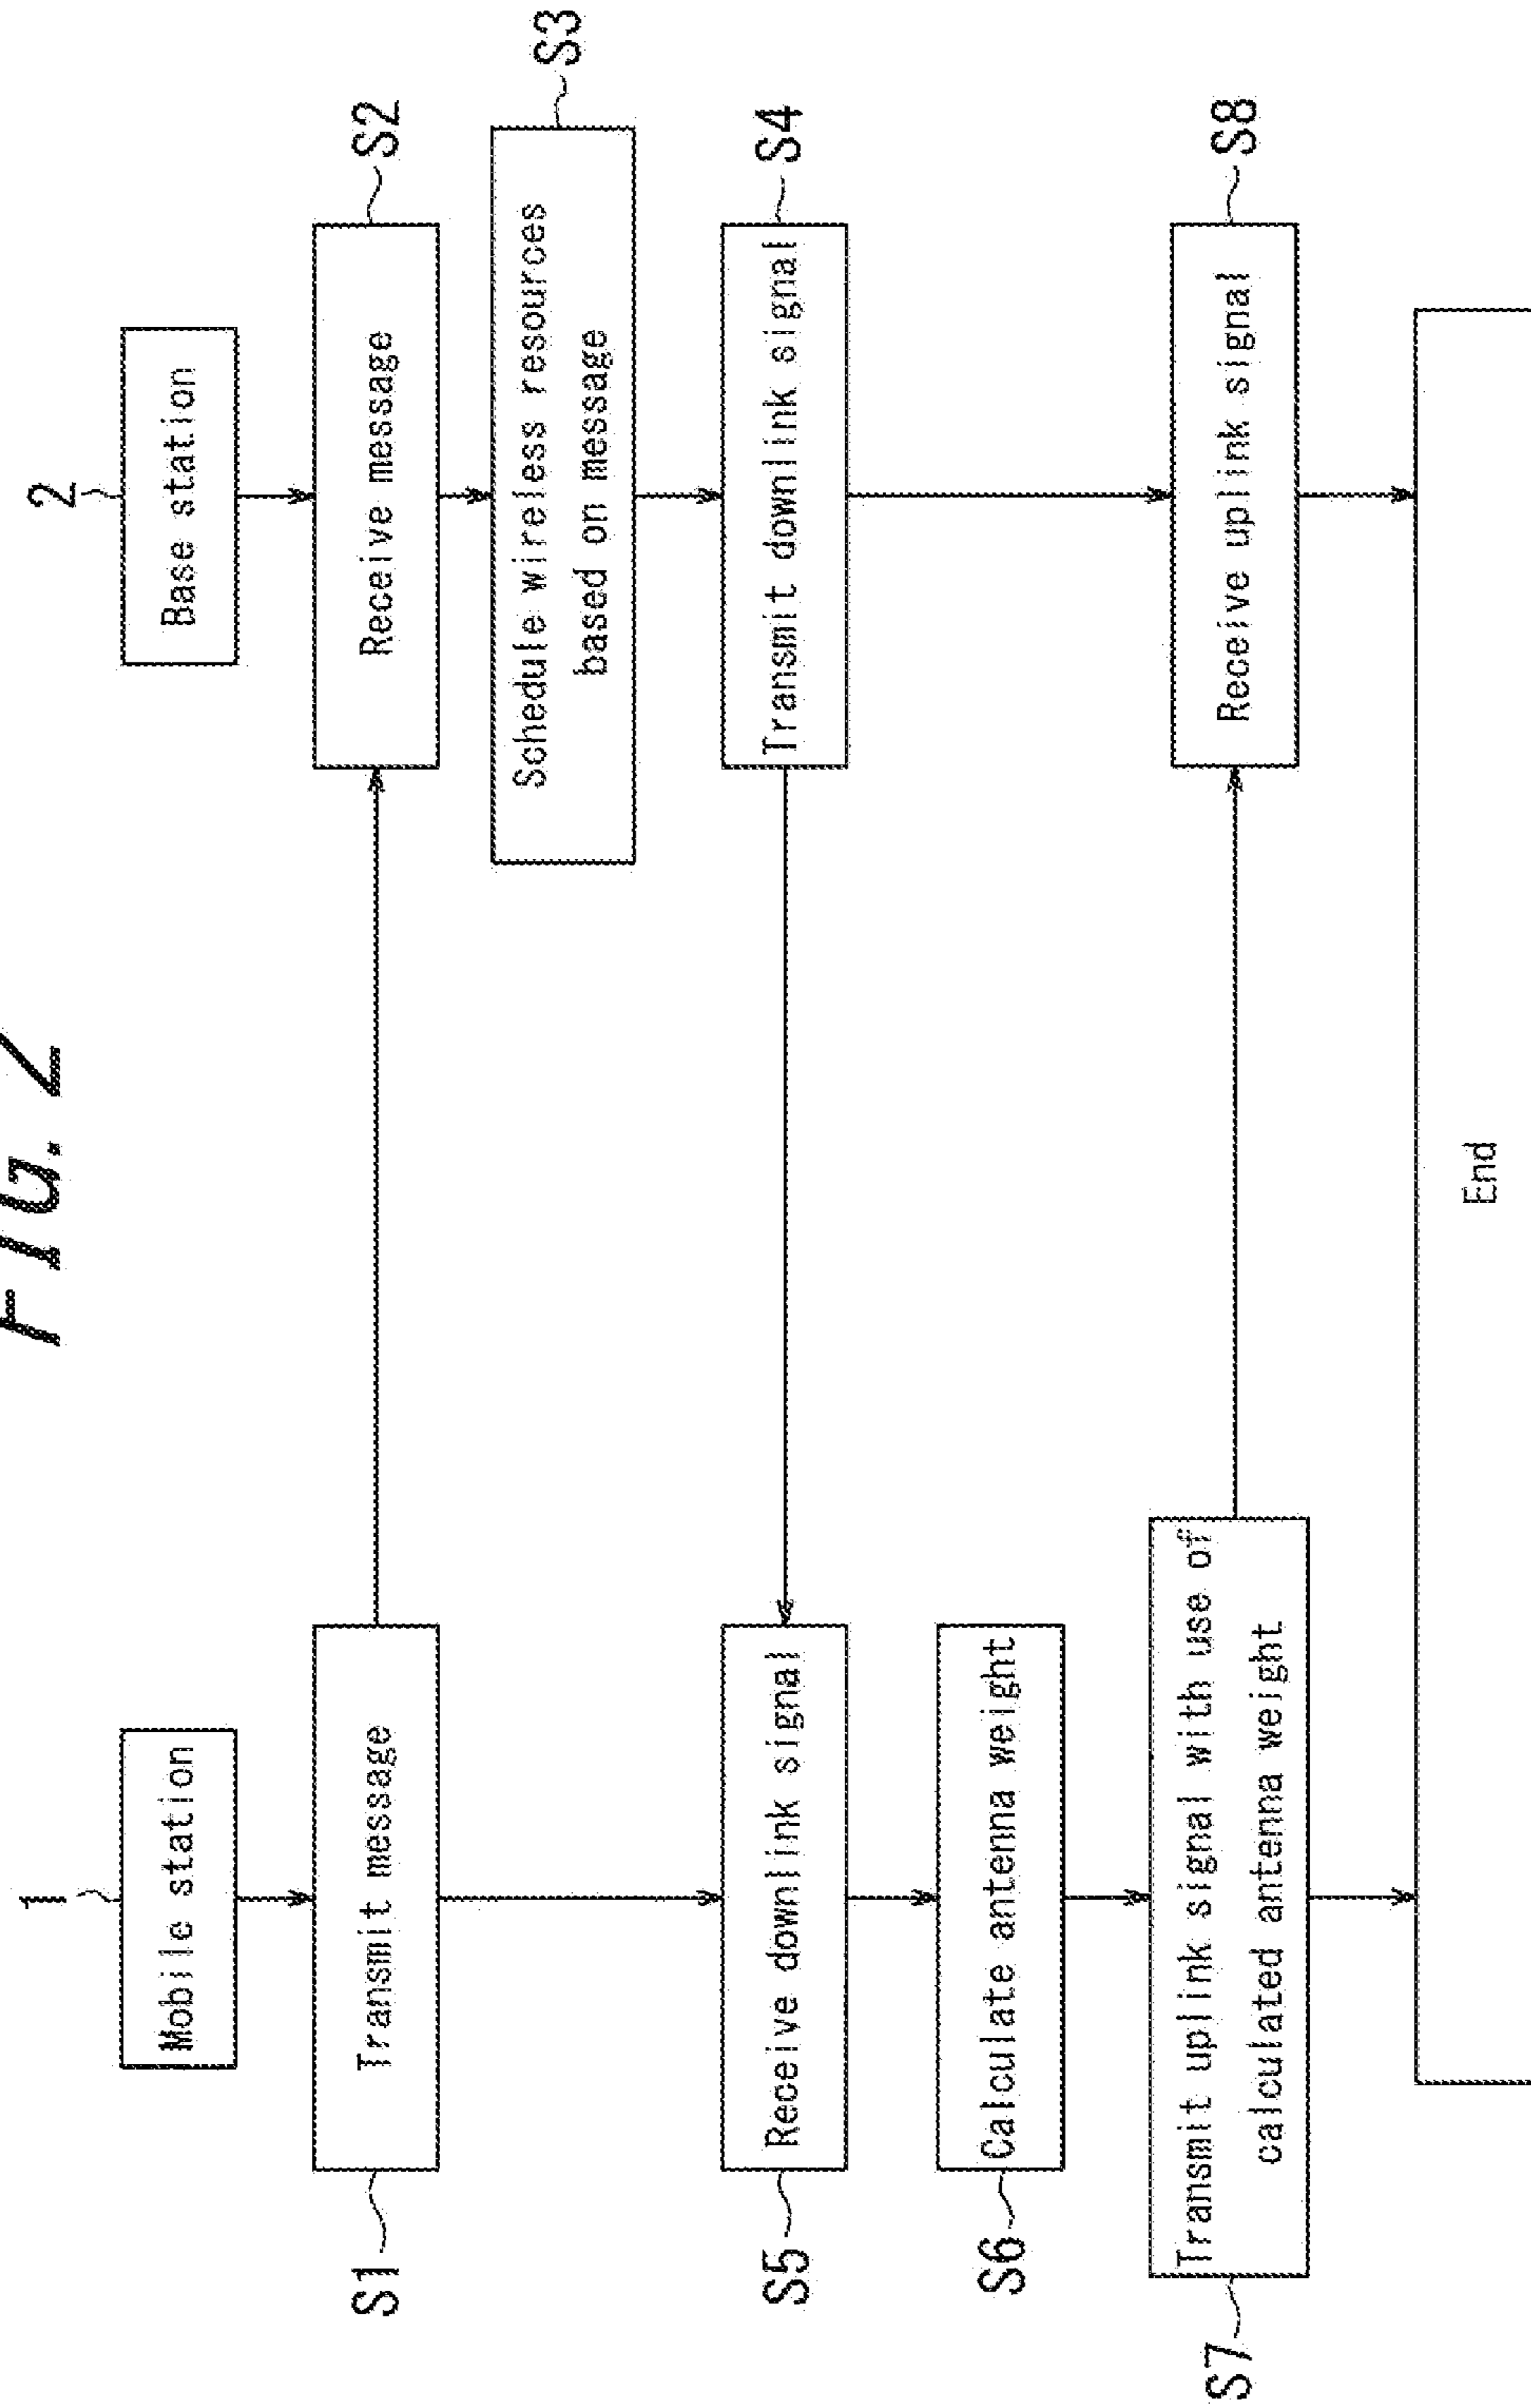 FIG. 2
1
2
Mobile station
Base station
S1
Transmit message
Receive message
S2
Schedule wireless resources
based on message
S3
Transmit downlink signal
S4
S5
Receive downlink signal
S6
Calculate antenna weight
S7
Transmit uplink signal with use of
calculated antenna weight
Receive uplink signal
S8
End